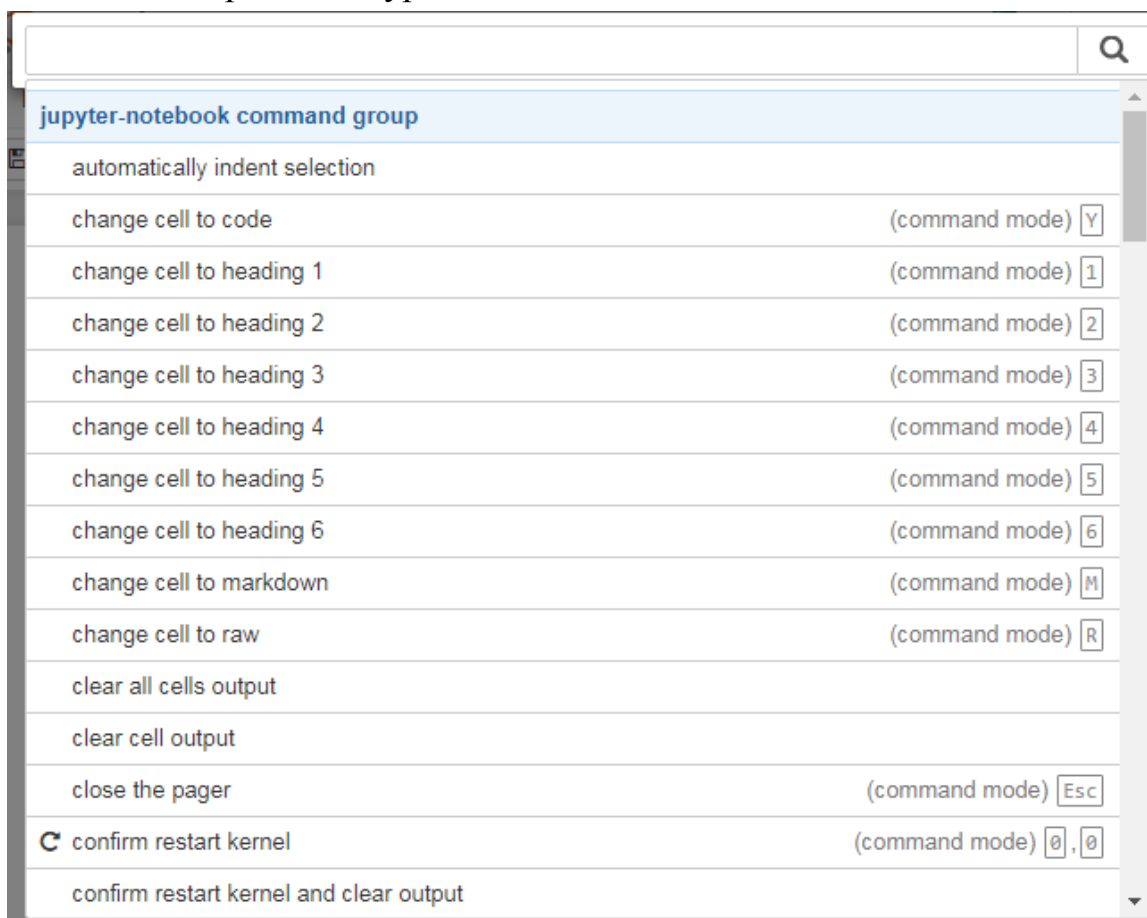 jupyter-notebook command group
automatically indent selection
change cell to code (command mode) Y
change cell to heading 1 (command mode) 1
change cell to heading 2 (command mode) 2
change cell to heading 3 (command mode) 3
change cell to heading 4 (command mode) 4
change cell to heading 5 (command mode) 5
change cell to heading 6 (command mode) 6
change cell to markdown (command mode) M
change cell to raw (command mode) R
clear all cells output
clear cell output
close the pager (command mode) Esc
confirm restart kernel (command mode) 0,0
confirm restart kernel and clear output